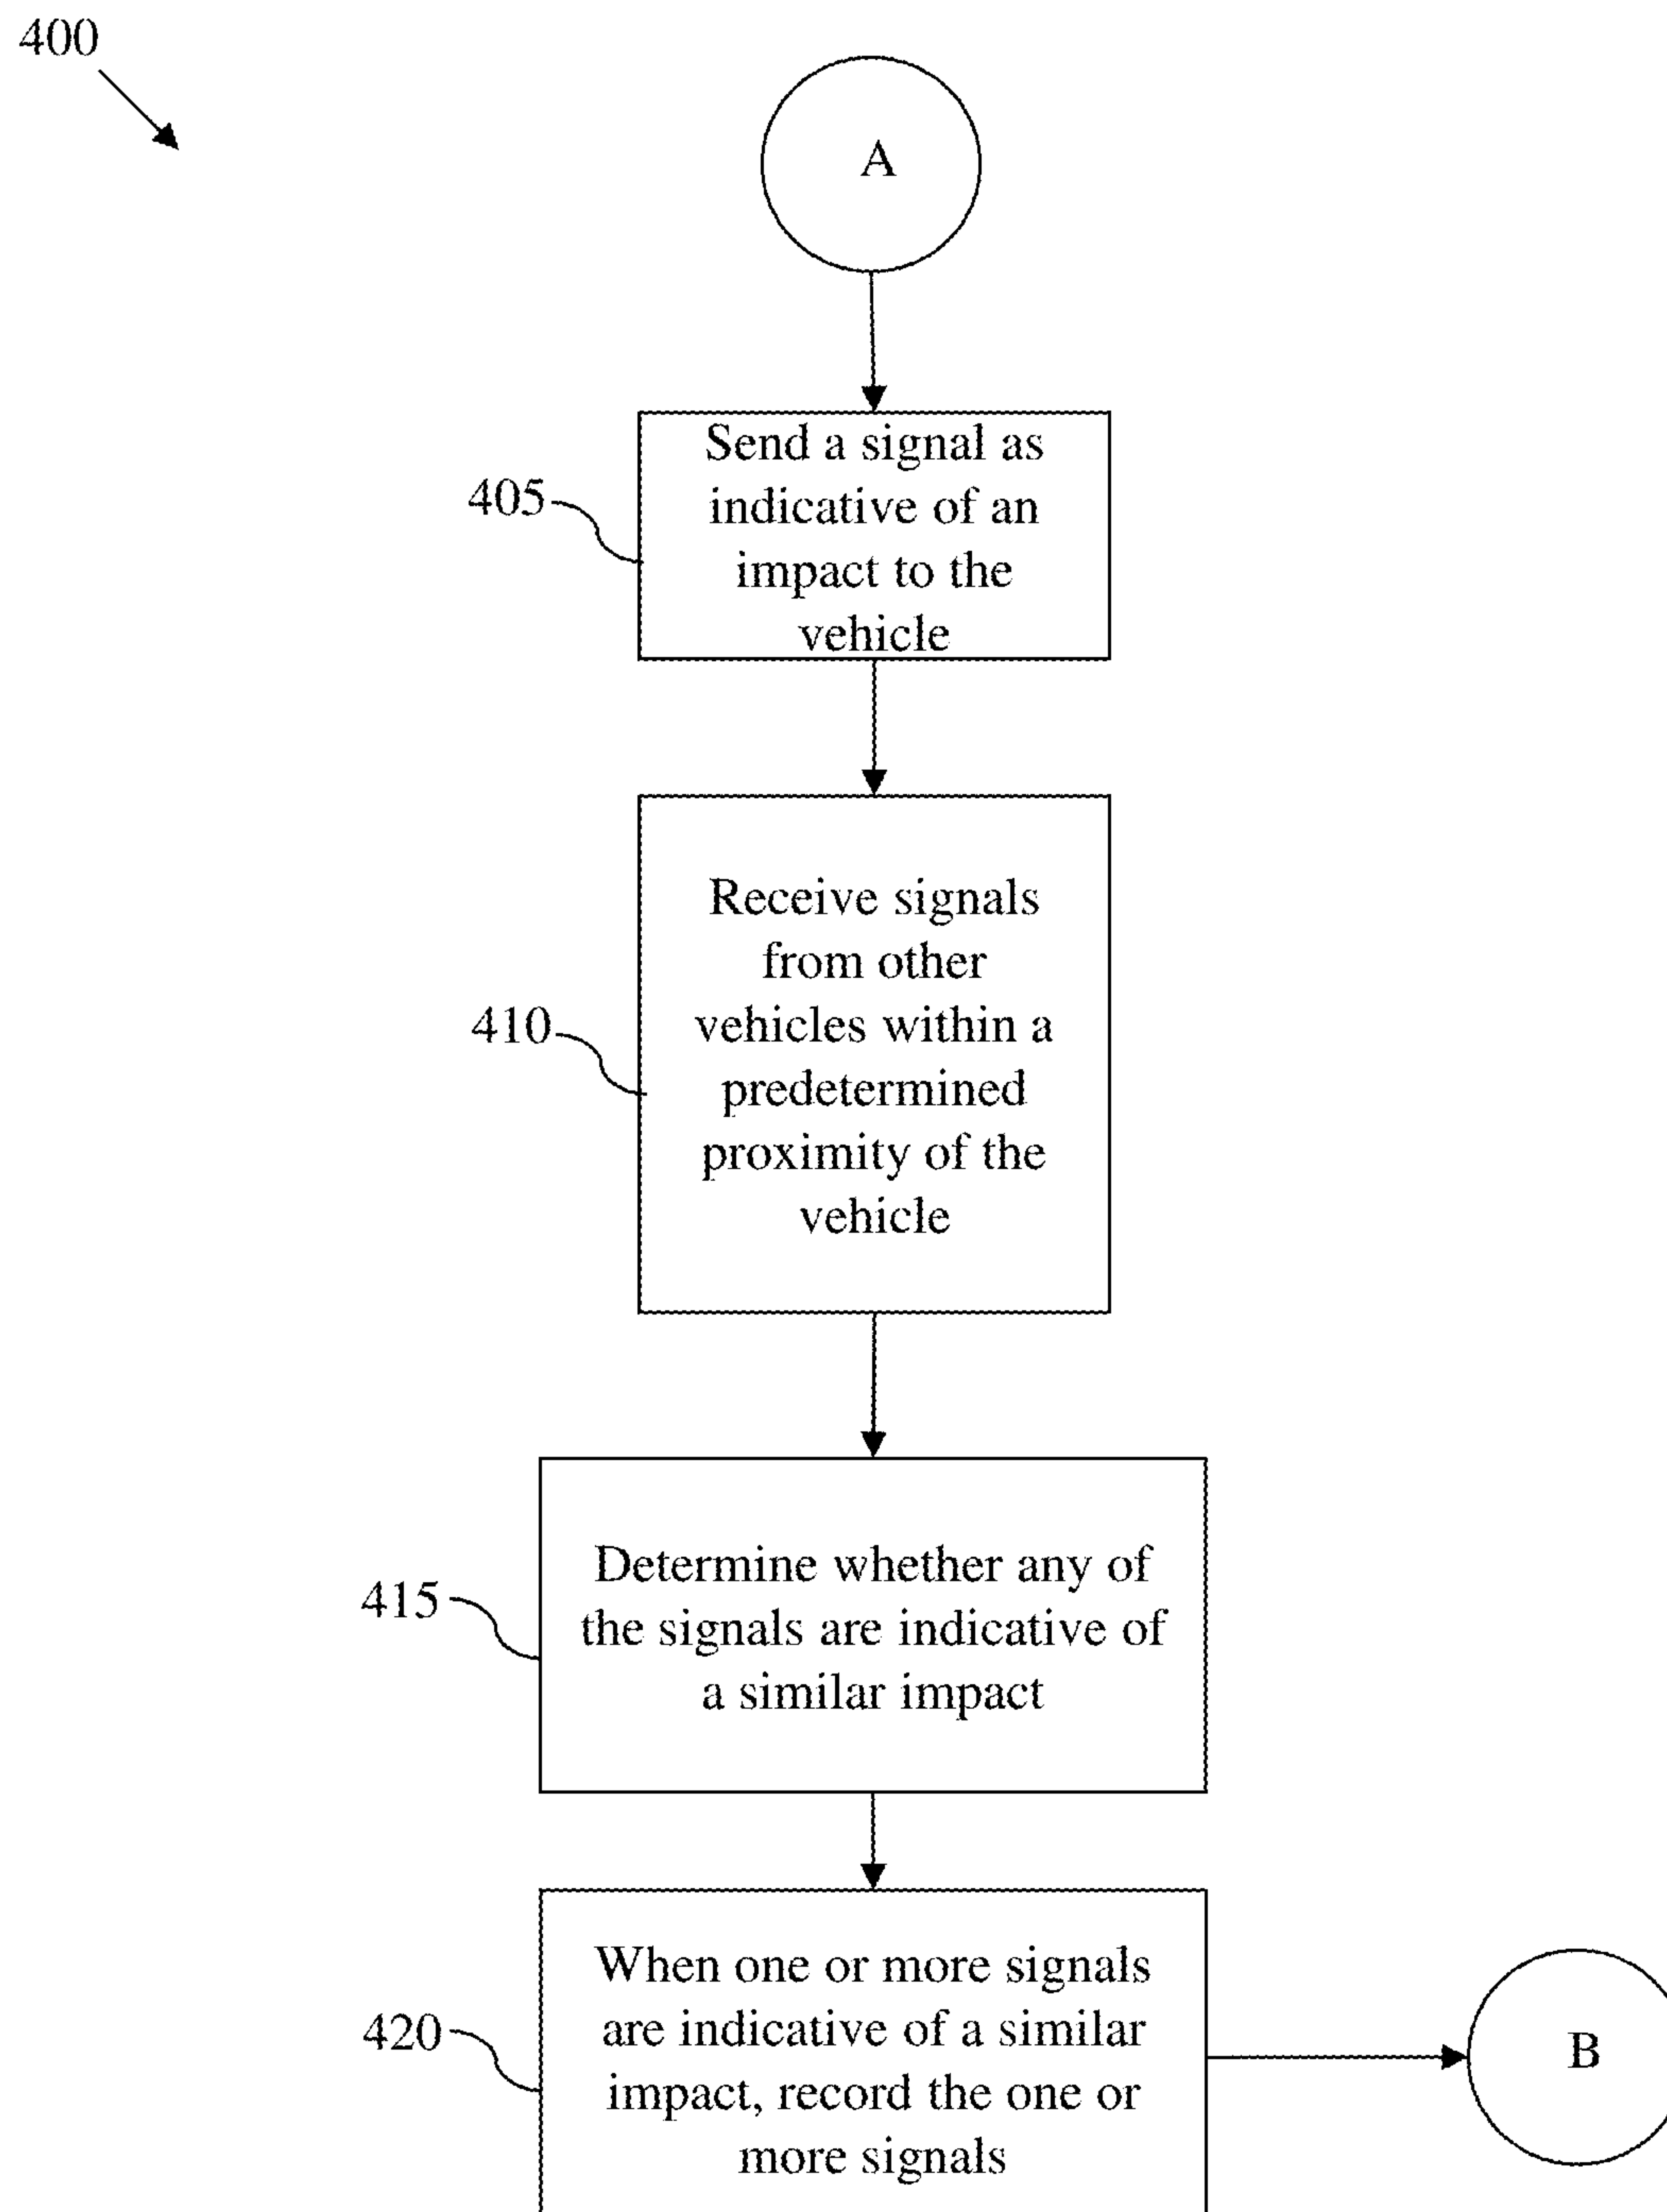 400
A
405
Send a signal as
indicative of an
impact to the
vehicle
410
Receive signals
from other
vehicles within a
predetermined
proximity of the
vehicle
415
Determine whether any of
the signals are indicative of
a similar impact
420
When one or more signals
are indicative of a similar
impact, record the one or
more signals
B